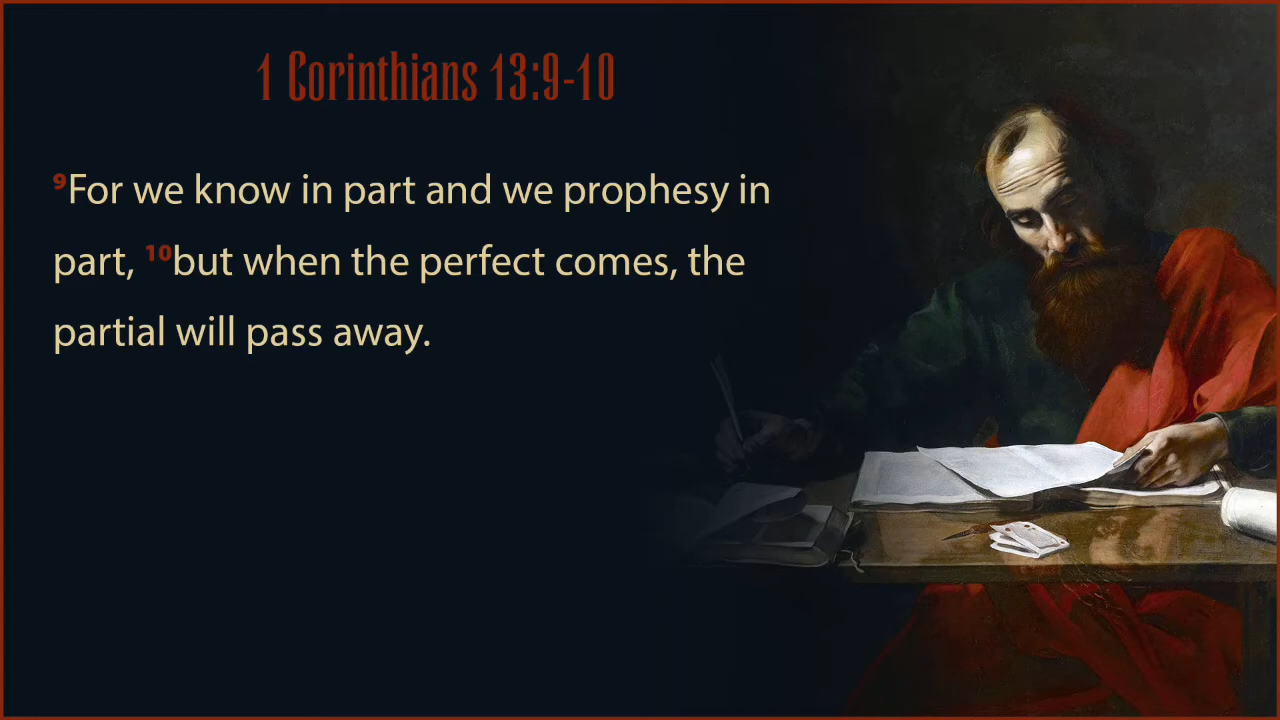 1 Corinthians 13:9-10
⁹For we know in part and we prophesy in
part, ¹⁰but when the perfect comes, the
partial will pass away.